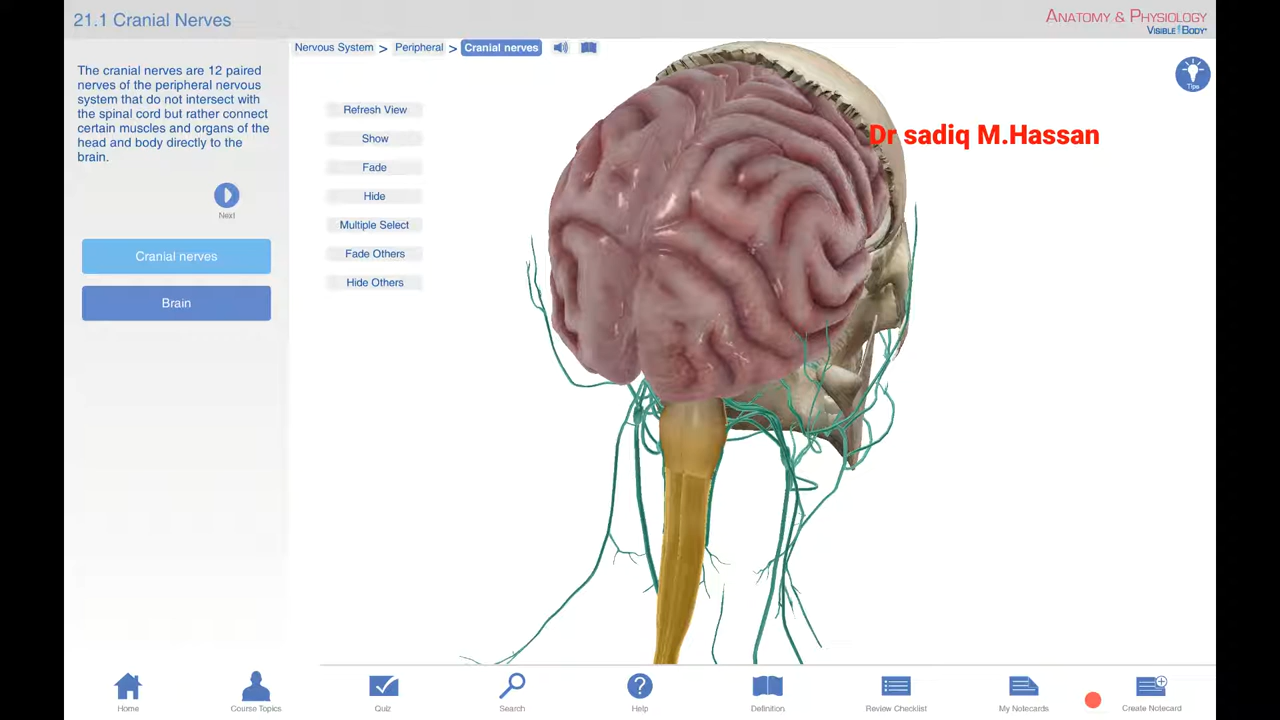 21.1 Cranial Nerves
ANATOMY & PHYSIOLOGY
VISIBLE BODY
Nervous System > Peripheral > Cranial nerves
The cranial nerves are 12 paired
nerves of the peripheral nervous
system that do not intersect with
the spinal cord but rather connect
certain muscles and organs of the
head and body directly to the
brain.
Next
Cranial nerves
Brain
Refresh View
Show
Fade
Hide
Multiple Select
Fade Others
Hide Others
Tips
Dr sadiq M.Hassan
Home
Course Topics
Quiz
Search
Help
Definition
Review Checklist
My Notecards
Create Notecard